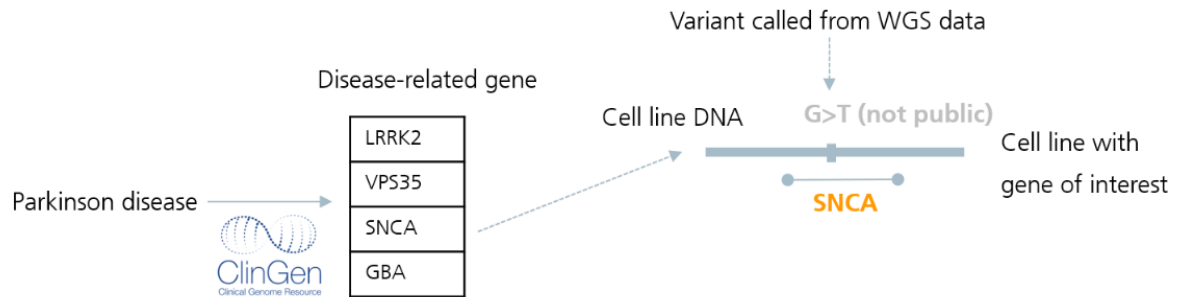 Variant called from WGS data
Disease-related gene
Cell line DNA
G>T (not public)
LRRK2
VPS35
SNCA
GBA
Parkinson disease
ClinGen
Clinical Genome Resource
SNCA
Cell line with
gene of interest